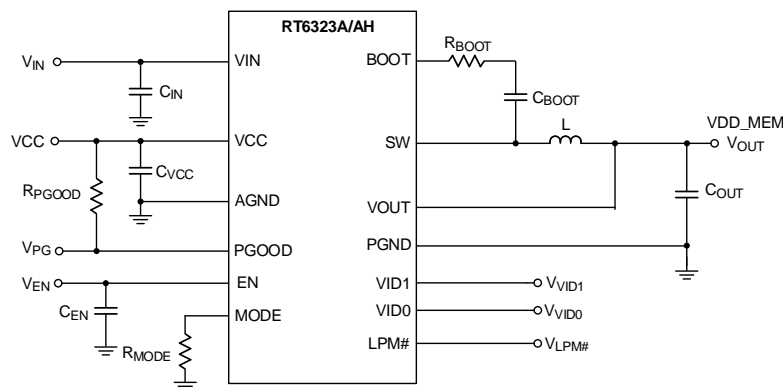 RT6323A/AH
VIN
VIN
CIN
VCC
VCC
CVCC
RPGOOD
AGND
VPG
PGOOD
VEN
EN
CEN
MODE
RMODE
BOOT
RBOOT
CBOOT
SW
L
VDD_MEM
VOUT
COUT
VOUT
PGND
VID1
VVID1
VID0
VVID0
LPM#
VLPM#